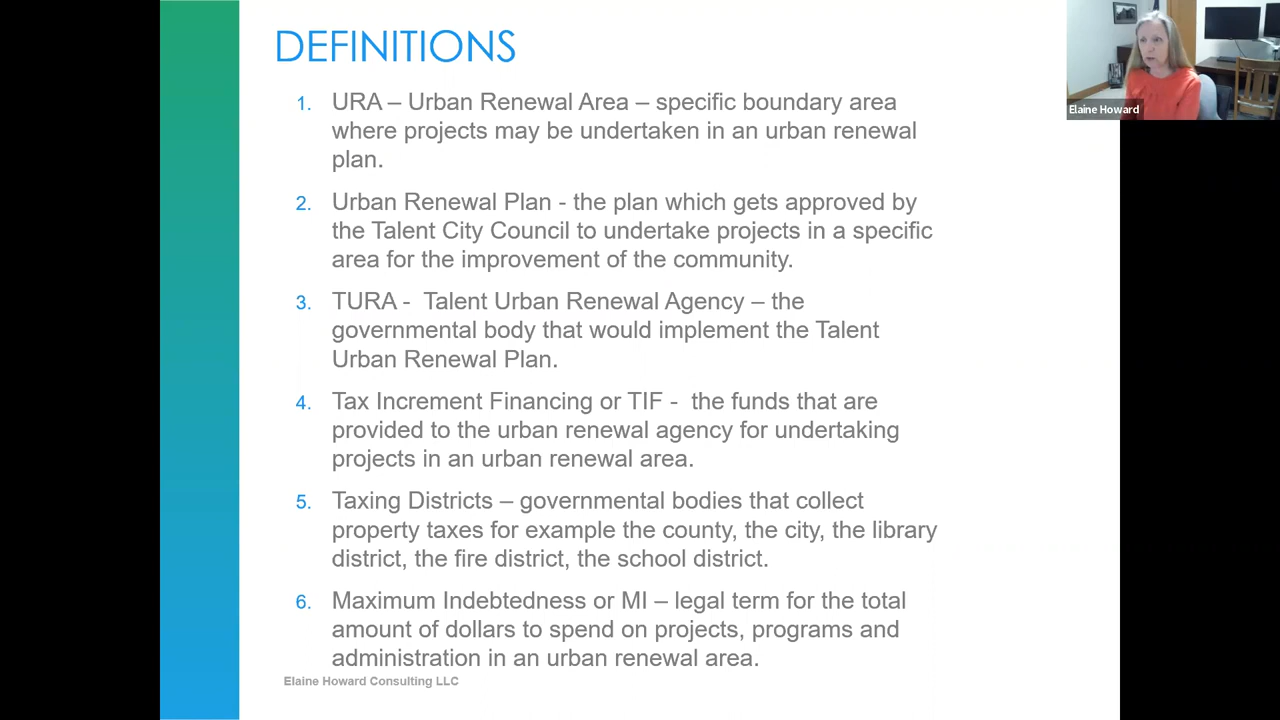 DEFINITIONS
1. URA – Urban Renewal Area – specific boundary area
where projects may be undertaken in an urban renewal
plan.
2. Urban Renewal Plan - the plan which gets approved by
the Talent City Council to undertake projects in a specific
area for the improvement of the community.
3. TURA - Talent Urban Renewal Agency – the
governmental body that would implement the Talent
Urban Renewal Plan.
4. Tax Increment Financing or TIF - the funds that are
provided to the urban renewal agency for undertaking
projects in an urban renewal area.
5. Taxing Districts – governmental bodies that collect
property taxes for example the county, the city, the library
district, the fire district, the school district.
6. Maximum Indebtedness or MI – legal term for the total
amount of dollars to spend on projects, programs and
administration in an urban renewal area.
Elaine Howard Consulting LLC
Elaine Howard